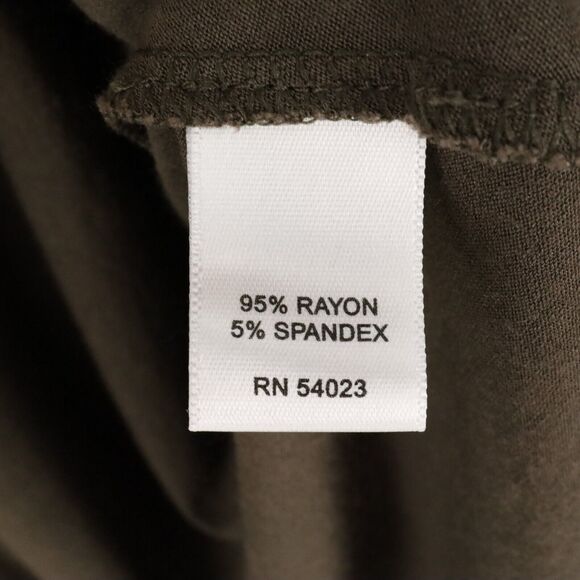 95% RAYON
5% SPANDEX
RN 54023